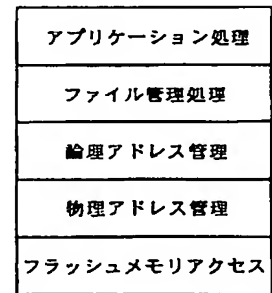 アプリケーション処理
ファイル管理処理
論理アドレス管理
物理アドレス管理
フラッシュメモリアクセス